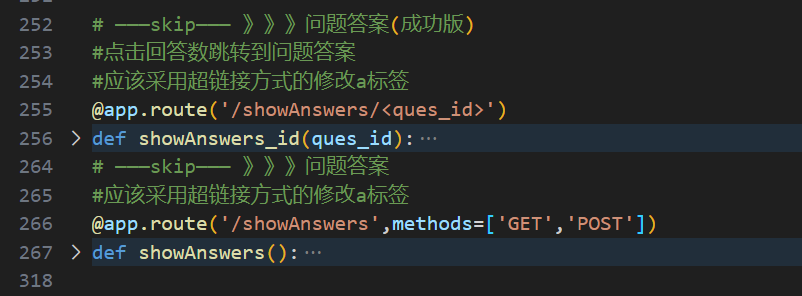 252 # ———skip——— 》》》问题答案(成功版)
253 #点击回答数跳转到问题答案
254 #应该采用超链接方式的修改a标签
255 @app.route('/showAnswers/<ques_id>')
256 > def showAnswers_id(ques_id): ···
264 # ———skip——— 》》》问题答案
265 #应该采用超链接方式的修改a标签
266 @app.route('/showAnswers',methods=['GET','POST'])
267 > def showAnswers(): ···
318